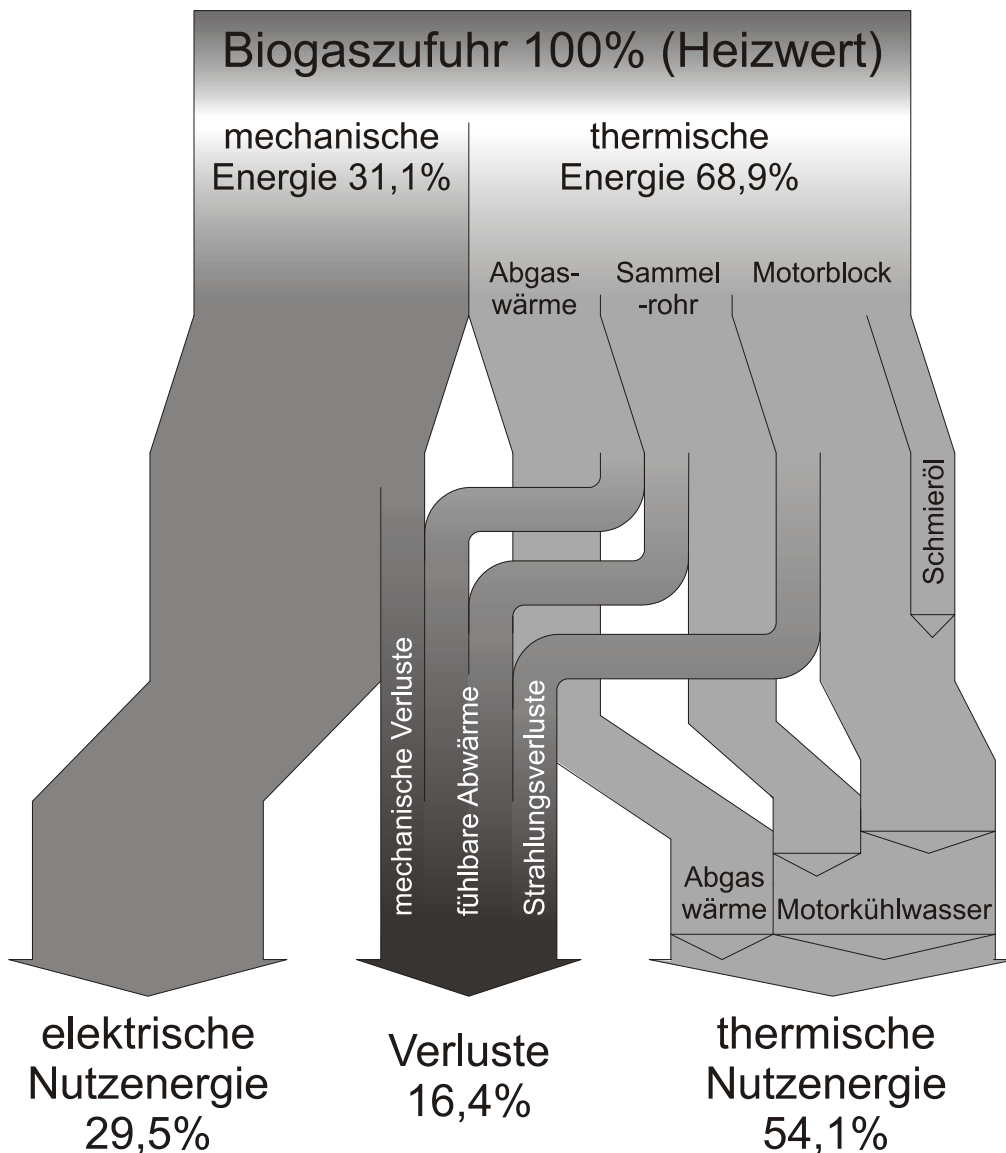 Biogaszufuhr 100% (Heizwert)
mechanische
Energie 31,1%
thermische
Energie 68,9%
Abgas-
wärme
Sammel
-rohr
Motorblock
Schmieröl
mechanische Verluste
fühlbare Abwärme
Strahlungsverluste
Abgas
wärme
Motorkühlwasser
elektrische
Nutzenergie
29,5%
Verluste
16,4%
thermische
Nutzenergie
54,1%